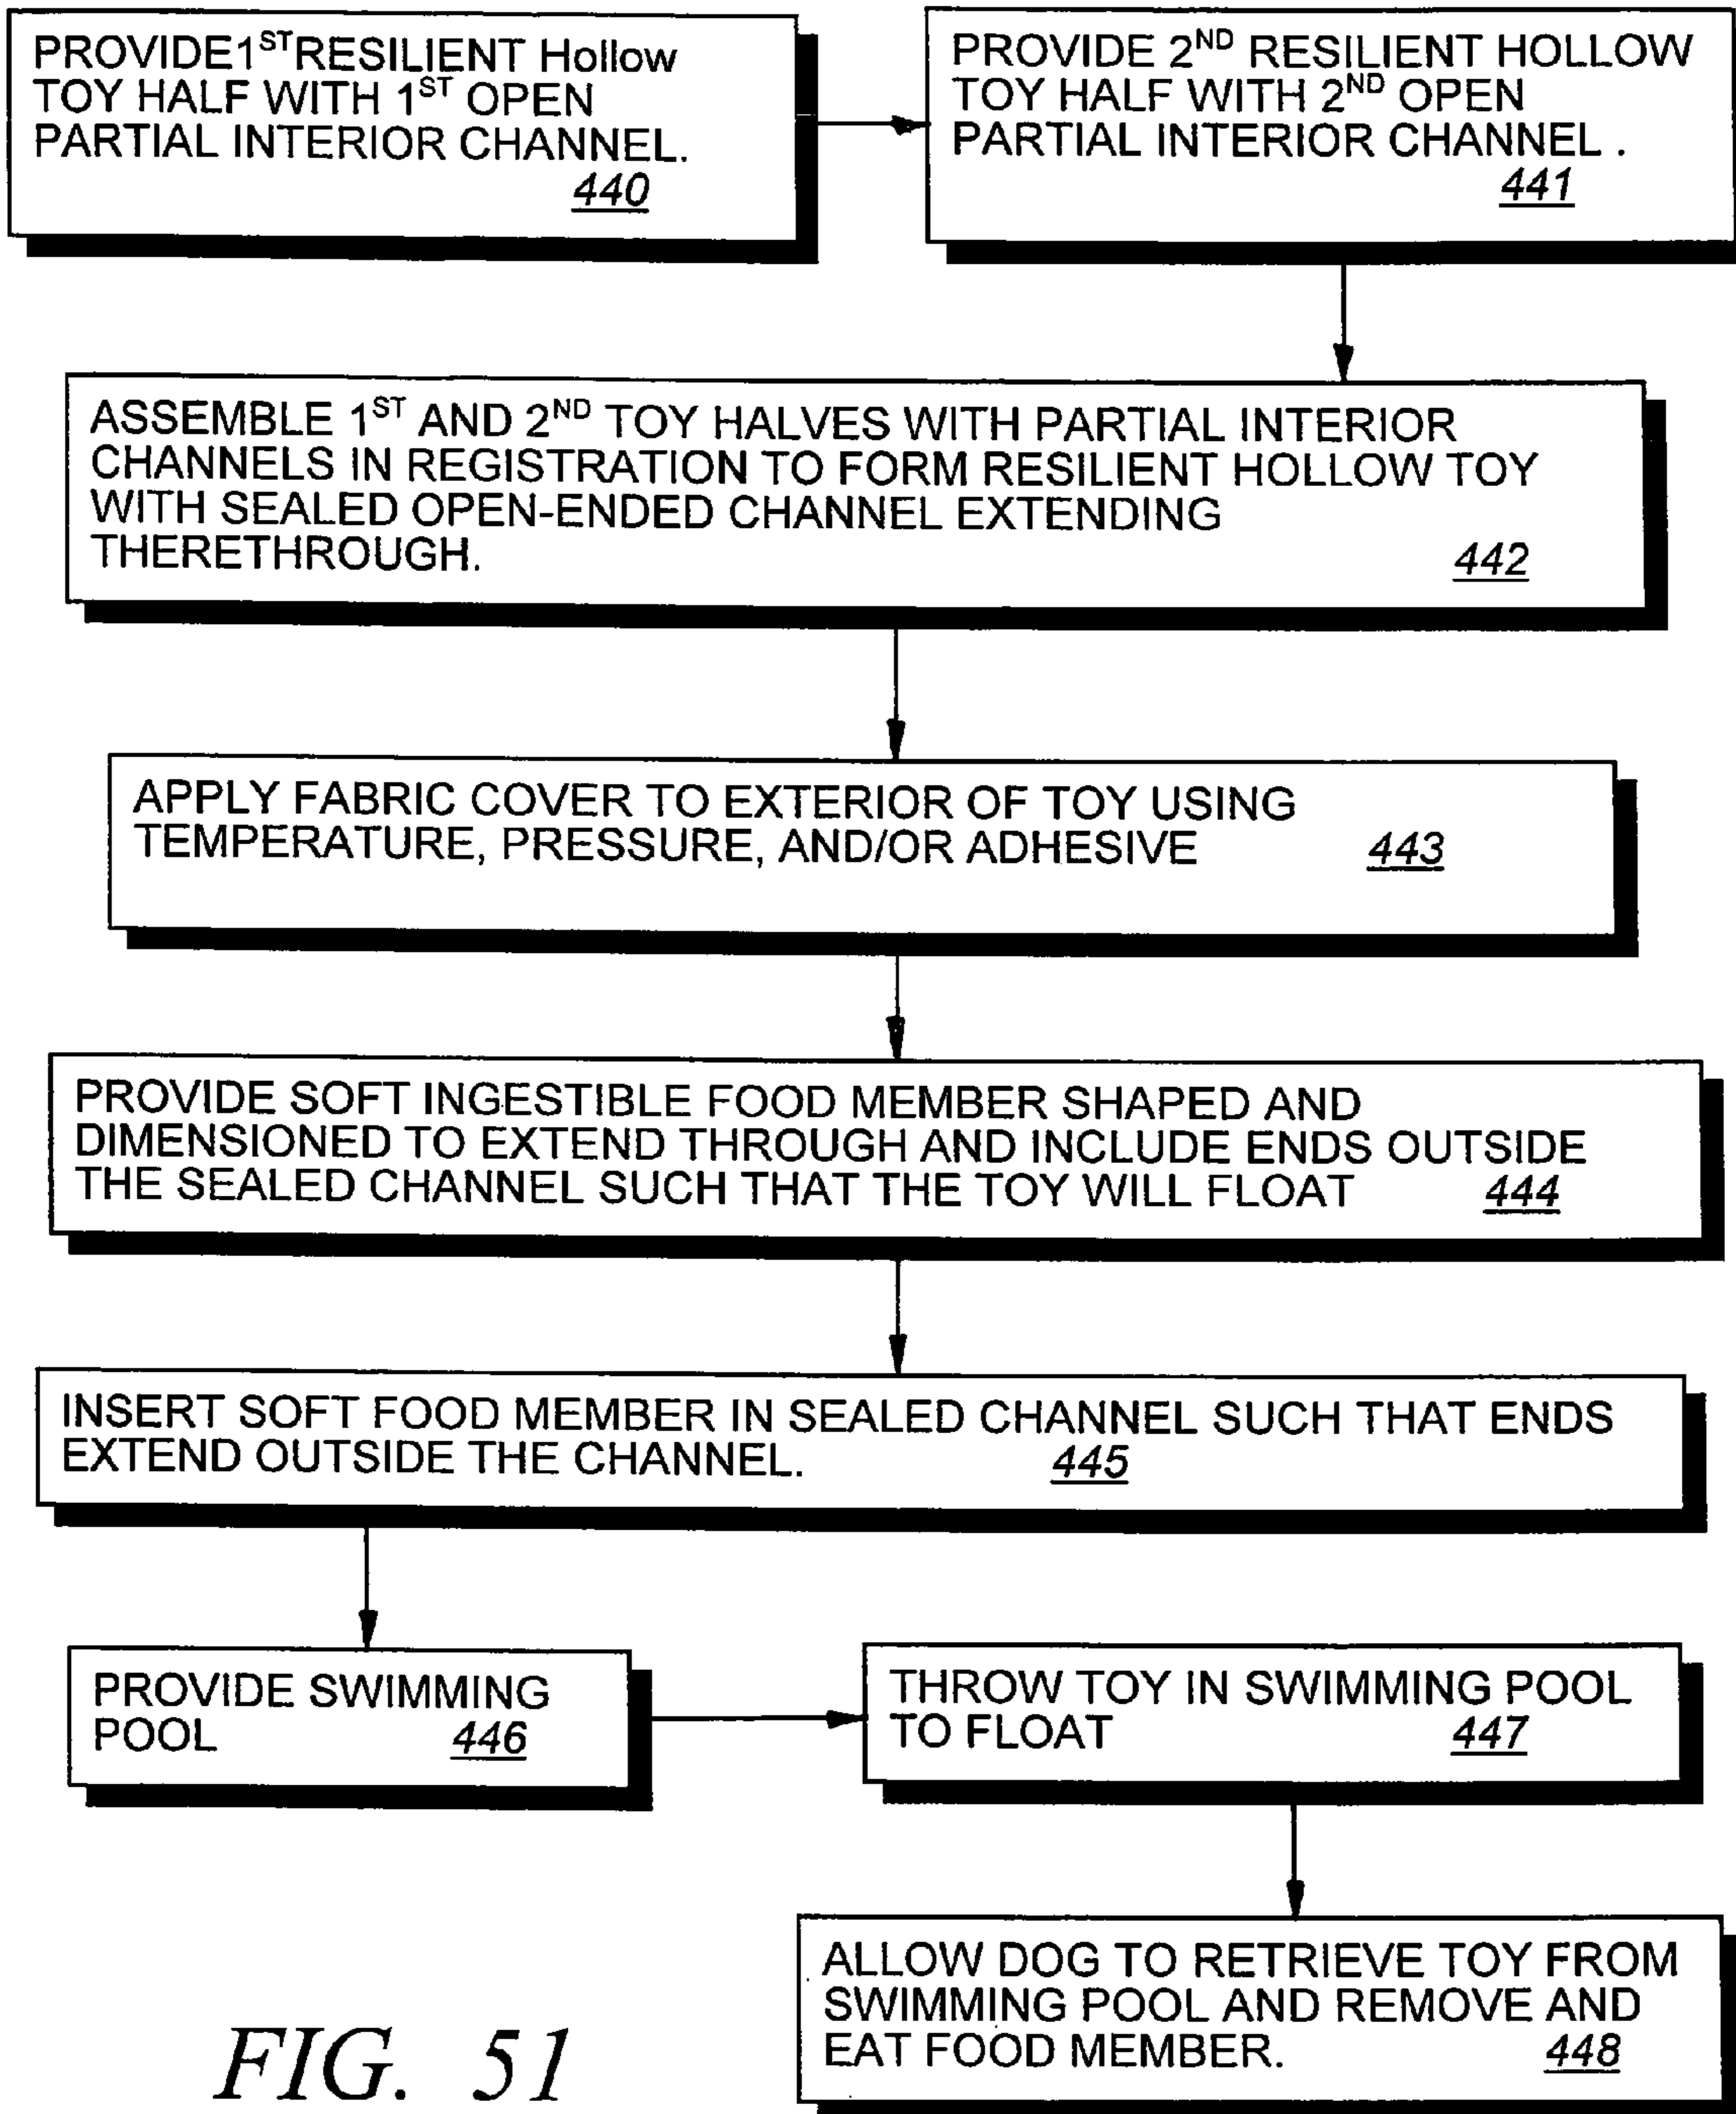 PROVIDE1STRESILIENT Hollow
TOY HALF WITH 1ST OPEN
PARTIAL INTERIOR CHANNEL.
440
PROVIDE 2ND RESILIENT HOLLOW
TOY HALF WITH 2ND OPEN
PARTIAL INTERIOR CHANNEL .
441
ASSEMBLE 1ST AND 2ND TOY HALVES WITH PARTIAL INTERIOR
CHANNELS IN REGISTRATION TO FORM RESILIENT HOLLOW TOY
WITH SEALED OPEN-ENDED CHANNEL EXTENDING
THERETHROUGH. 442
APPLY FABRIC COVER TO EXTERIOR OF TOY USING
TEMPERATURE, PRESSURE, AND/OR ADHESIVE 443
PROVIDE SOFT INGESTIBLE FOOD MEMBER SHAPED AND
DIMENSIONED TO EXTEND THROUGH AND INCLUDE ENDS OUTSIDE
THE SEALED CHANNEL SUCH THAT THE TOY WILL FLOAT 444
INSERT SOFT FOOD MEMBER IN SEALED CHANNEL SUCH THAT ENDS
EXTEND OUTSIDE THE CHANNEL. 445
PROVIDE SWIMMING
POOL 446
THROW TOY IN SWIMMING POOL
TO FLOAT 447
ALLOW DOG TO RETRIEVE TOY FROM
SWIMMING POOL AND REMOVE AND
EAT FOOD MEMBER. 448
FIG. 51